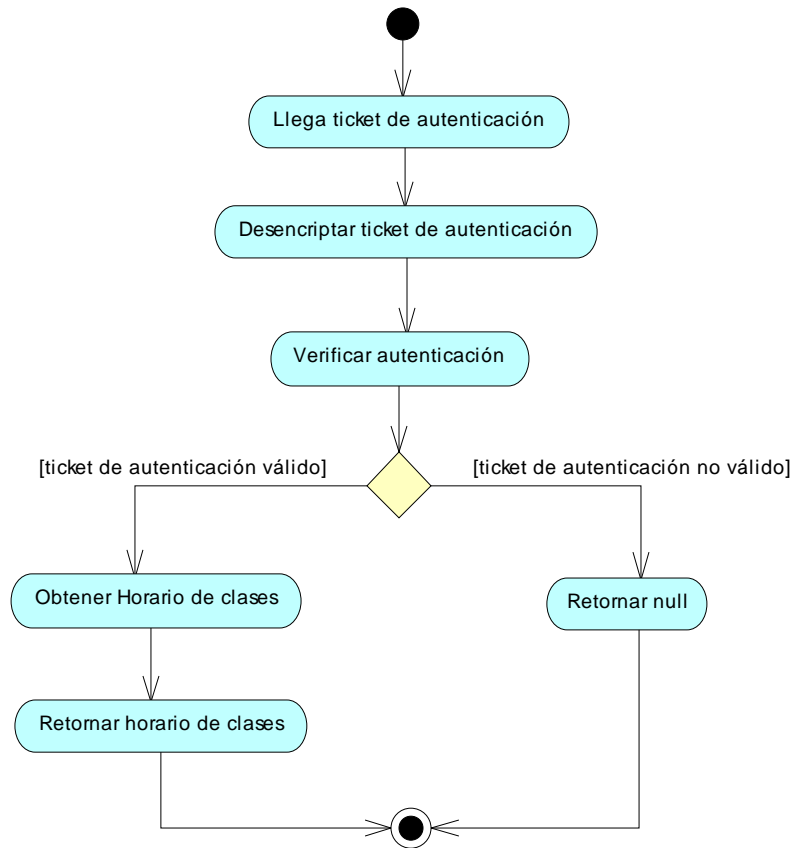 Llega ticket de autenticación
Desencriptar ticket de autenticación
Verificar autenticación
[ticket de autenticación válido]
[ticket de autenticación no válido]
Obtener Horario de clases
Retornar null
Retornar horario de clases